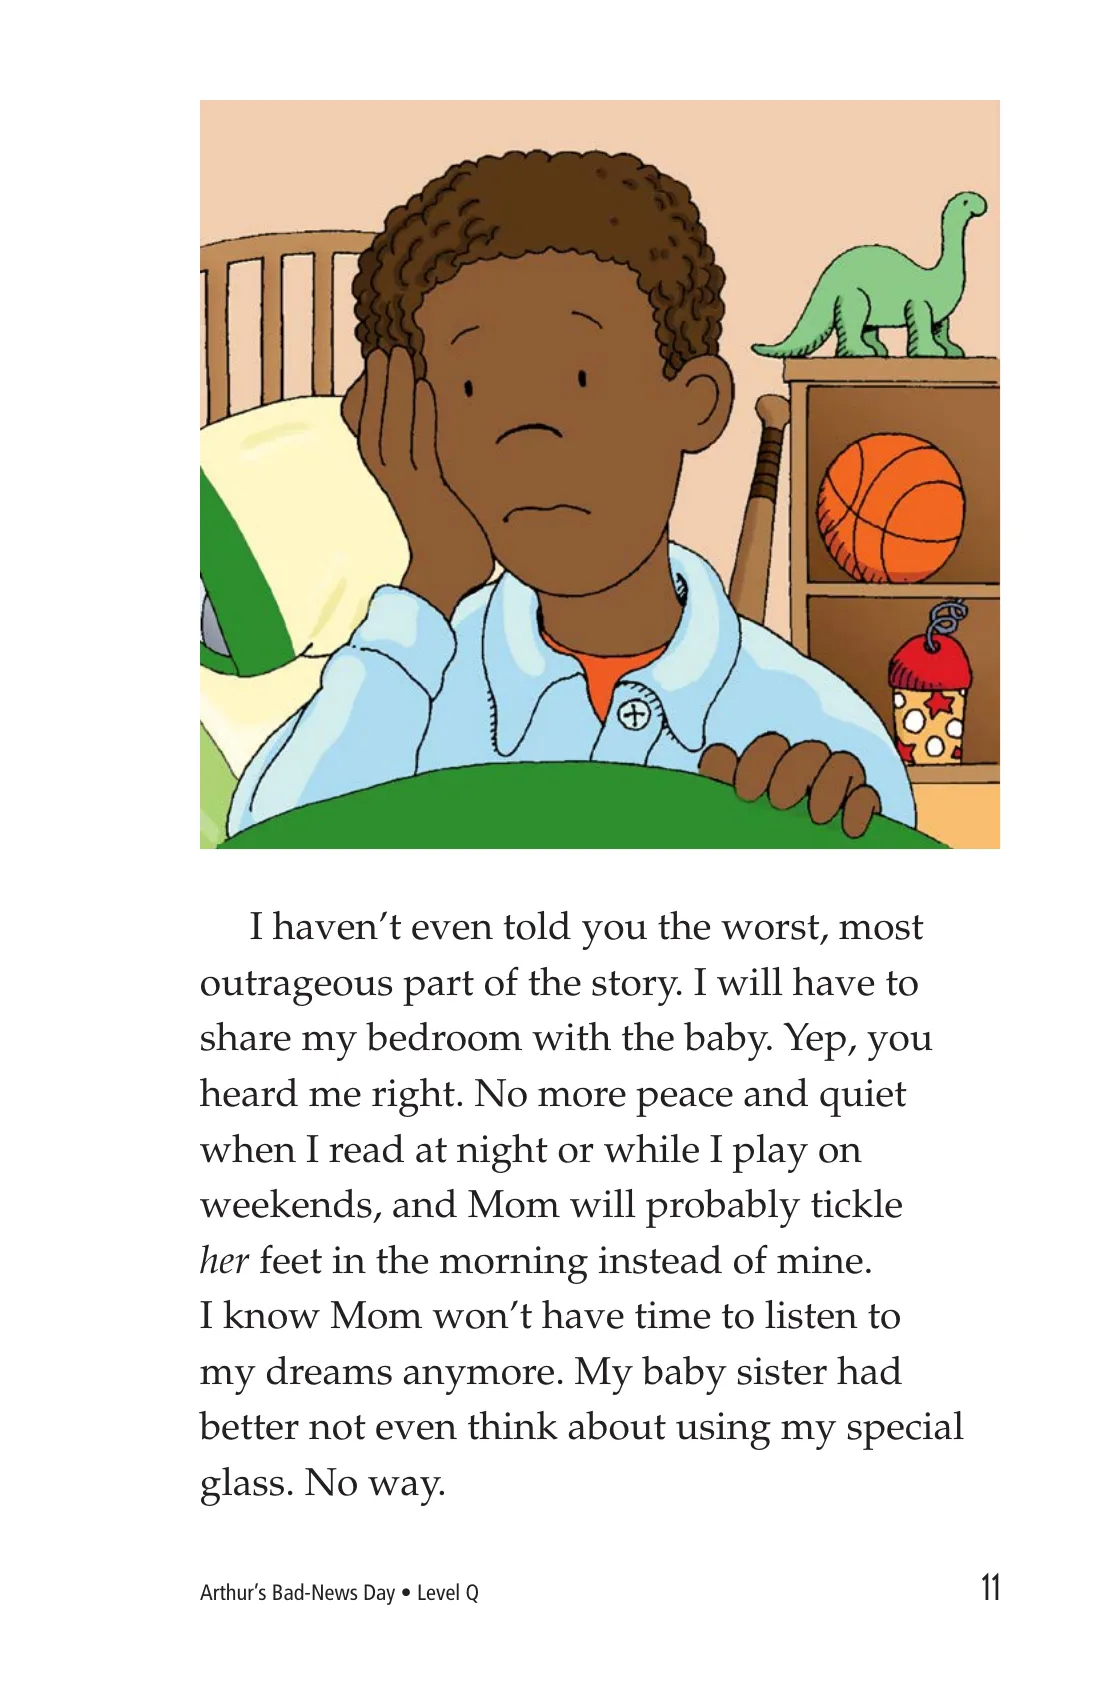 I haven’t even told you the worst, most
outrageous part of the story. I will have to
share my bedroom with the baby. Yep, you
heard me right. No more peace and quiet
when I read at night or while I play on
weekends, and Mom will probably tickle
her feet in the morning instead of mine.
I know Mom won’t have time to listen to
my dreams anymore. My baby sister had
better not even think about using my special
glass. No way.
Arthur’s Bad-News Day • Level Q
11